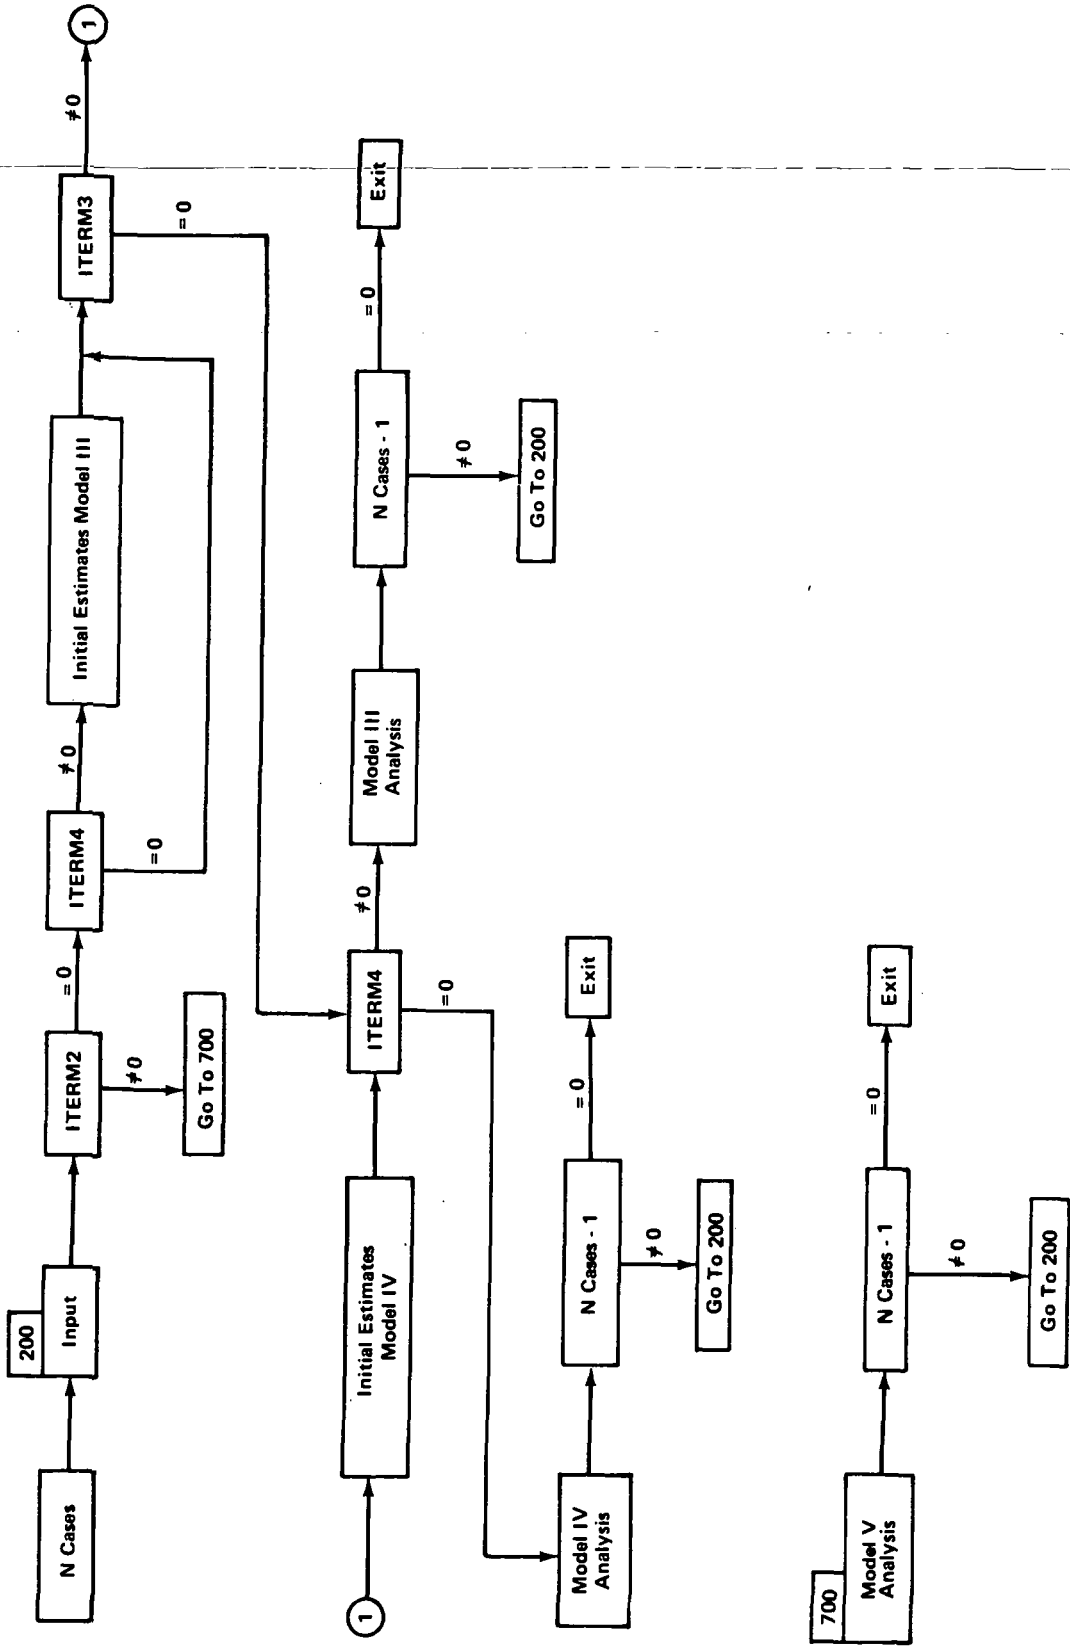 N Cases
200
Input
ITERM2
≠0
Go To 700
=0
ITERM4
≠0
=0
Initial Estimates Model III
ITERM3
≠0
1
=0
1
Initial Estimates
Model IV
ITERM4
≠0
=0
Model III
Analysis
N Cases - 1
=0
Exit
≠0
Go To 200
Model IV
Analysis
N Cases - 1
=0
Exit
≠0
Go To 200
700
Model V
Analysis
N Cases - 1
=0
Exit
≠0
Go To 200